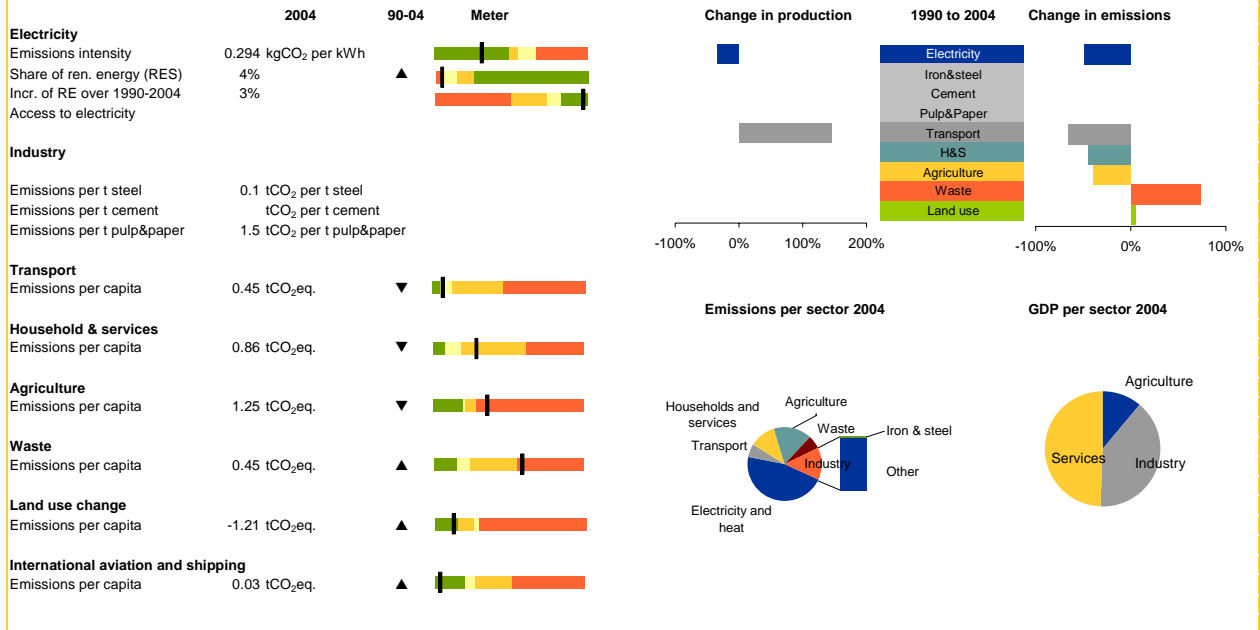 2004 90-04 Meter
Electricity
Emissions intensity 0.294 kgCO₂ per kWh
Share of ren. energy (RES) 4% ▲
Incr. of RE over 1990-2004 3%
Access to electricity
Industry
Emissions per t steel 0.1 tCO₂ per t steel
Emissions per t cement tCO₂ per t cement
Emissions per t pulp&paper 1.5 tCO₂ per t pulp&paper
Transport
Emissions per capita 0.45 tCO₂eq. ▼
Household & services
Emissions per capita 0.86 tCO₂eq. ▼
Agriculture
Emissions per capita 1.25 tCO₂eq. ▼
Waste
Emissions per capita 0.45 tCO₂eq. ▲
Land use change
Emissions per capita -1.21 tCO₂eq. ▲
International aviation and shipping
Emissions per capita 0.03 tCO₂eq. ▲
Change in production 1990 to 2004 Change in emissions
Electricity
Iron&steel
Cement
Pulp&Paper
Transport
H&S
Agriculture
Waste
Land use
-100% 0% 100% 200%
-100% 0% 100%
Emissions per sector 2004
Households and
services
Agriculture
Waste
Iron & steel
Transport
Industry
Other
Electricity and
heat
GDP per sector 2004
Agriculture
Services
Industry